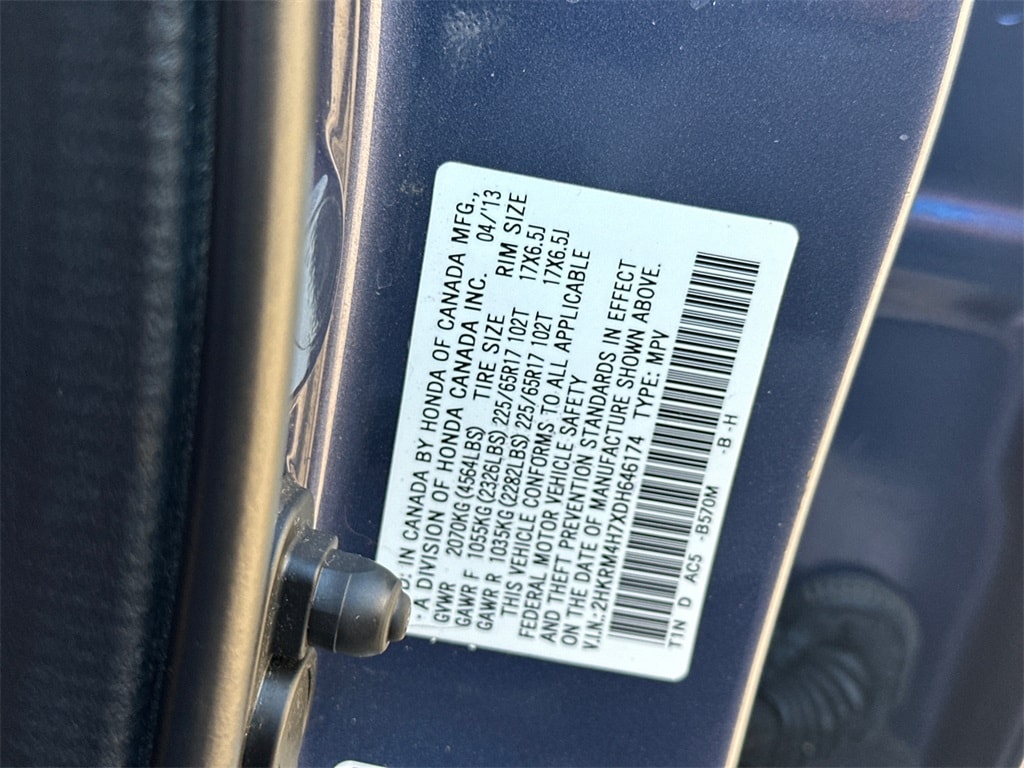 IN CANADA BY HONDA OF CANADA MFG.,
A DIVISION OF HONDA CANADA INC. 04/'13
GVWR 2070KG(4564LBS) TIRE SIZE RIM SIZE
GAWR F 1055KG(2326LBS) 225/65R17 102T 17X6.5J
GAWR R 1035KG(2282LBS) 225/65R17 102T 17X6.5J
THIS VEHICLE CONFORMS TO ALL APPLICABLE
FEDERAL MOTOR VEHICLE SAFETY
AND THEFT PREVENTION STANDARDS IN EFFECT
ON THE DATE OF MANUFACTURE SHOWN ABOVE.
V.I.N.:2HKRM4H7XDH646174 TYPE: MPV
T1N D AC5 -B570M -B-H